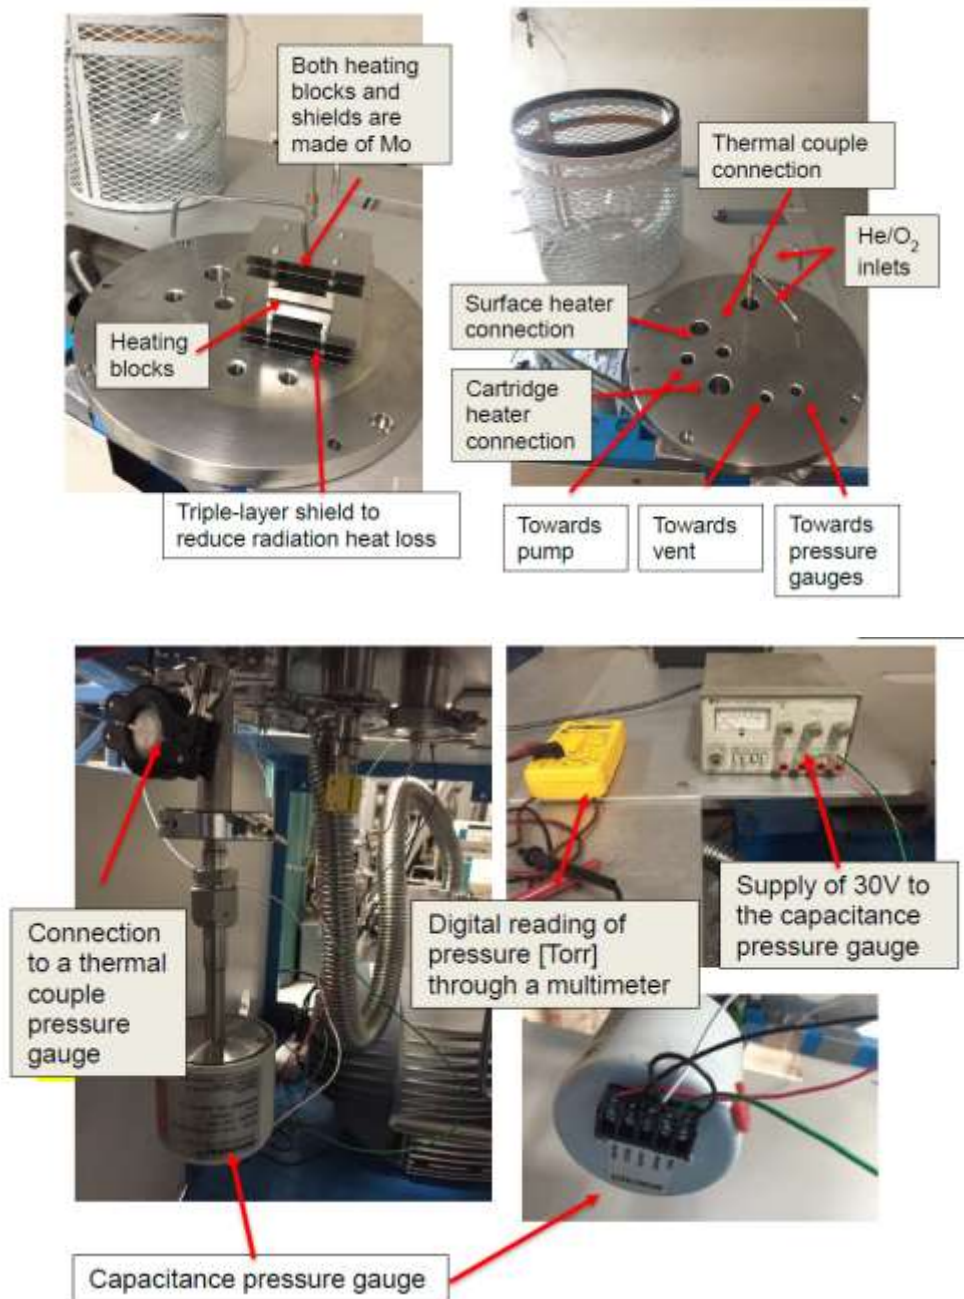 Both heating
blocks and
shields are
made of Mo
Heating
blocks
Triple-layer shield to
reduce radiation heat loss
Thermal couple
connection
He/O₂
inlets
Surface heater
connection
Cartridge
heater
connection
Towards
pump
Towards
vent
Towards
pressure
gauges
Connection
to a thermal
couple
pressure
gauge
Digital reading of
pressure [Torr]
through a multimeter
Supply of 30V to
the capacitance
pressure gauge
Capacitance pressure gauge